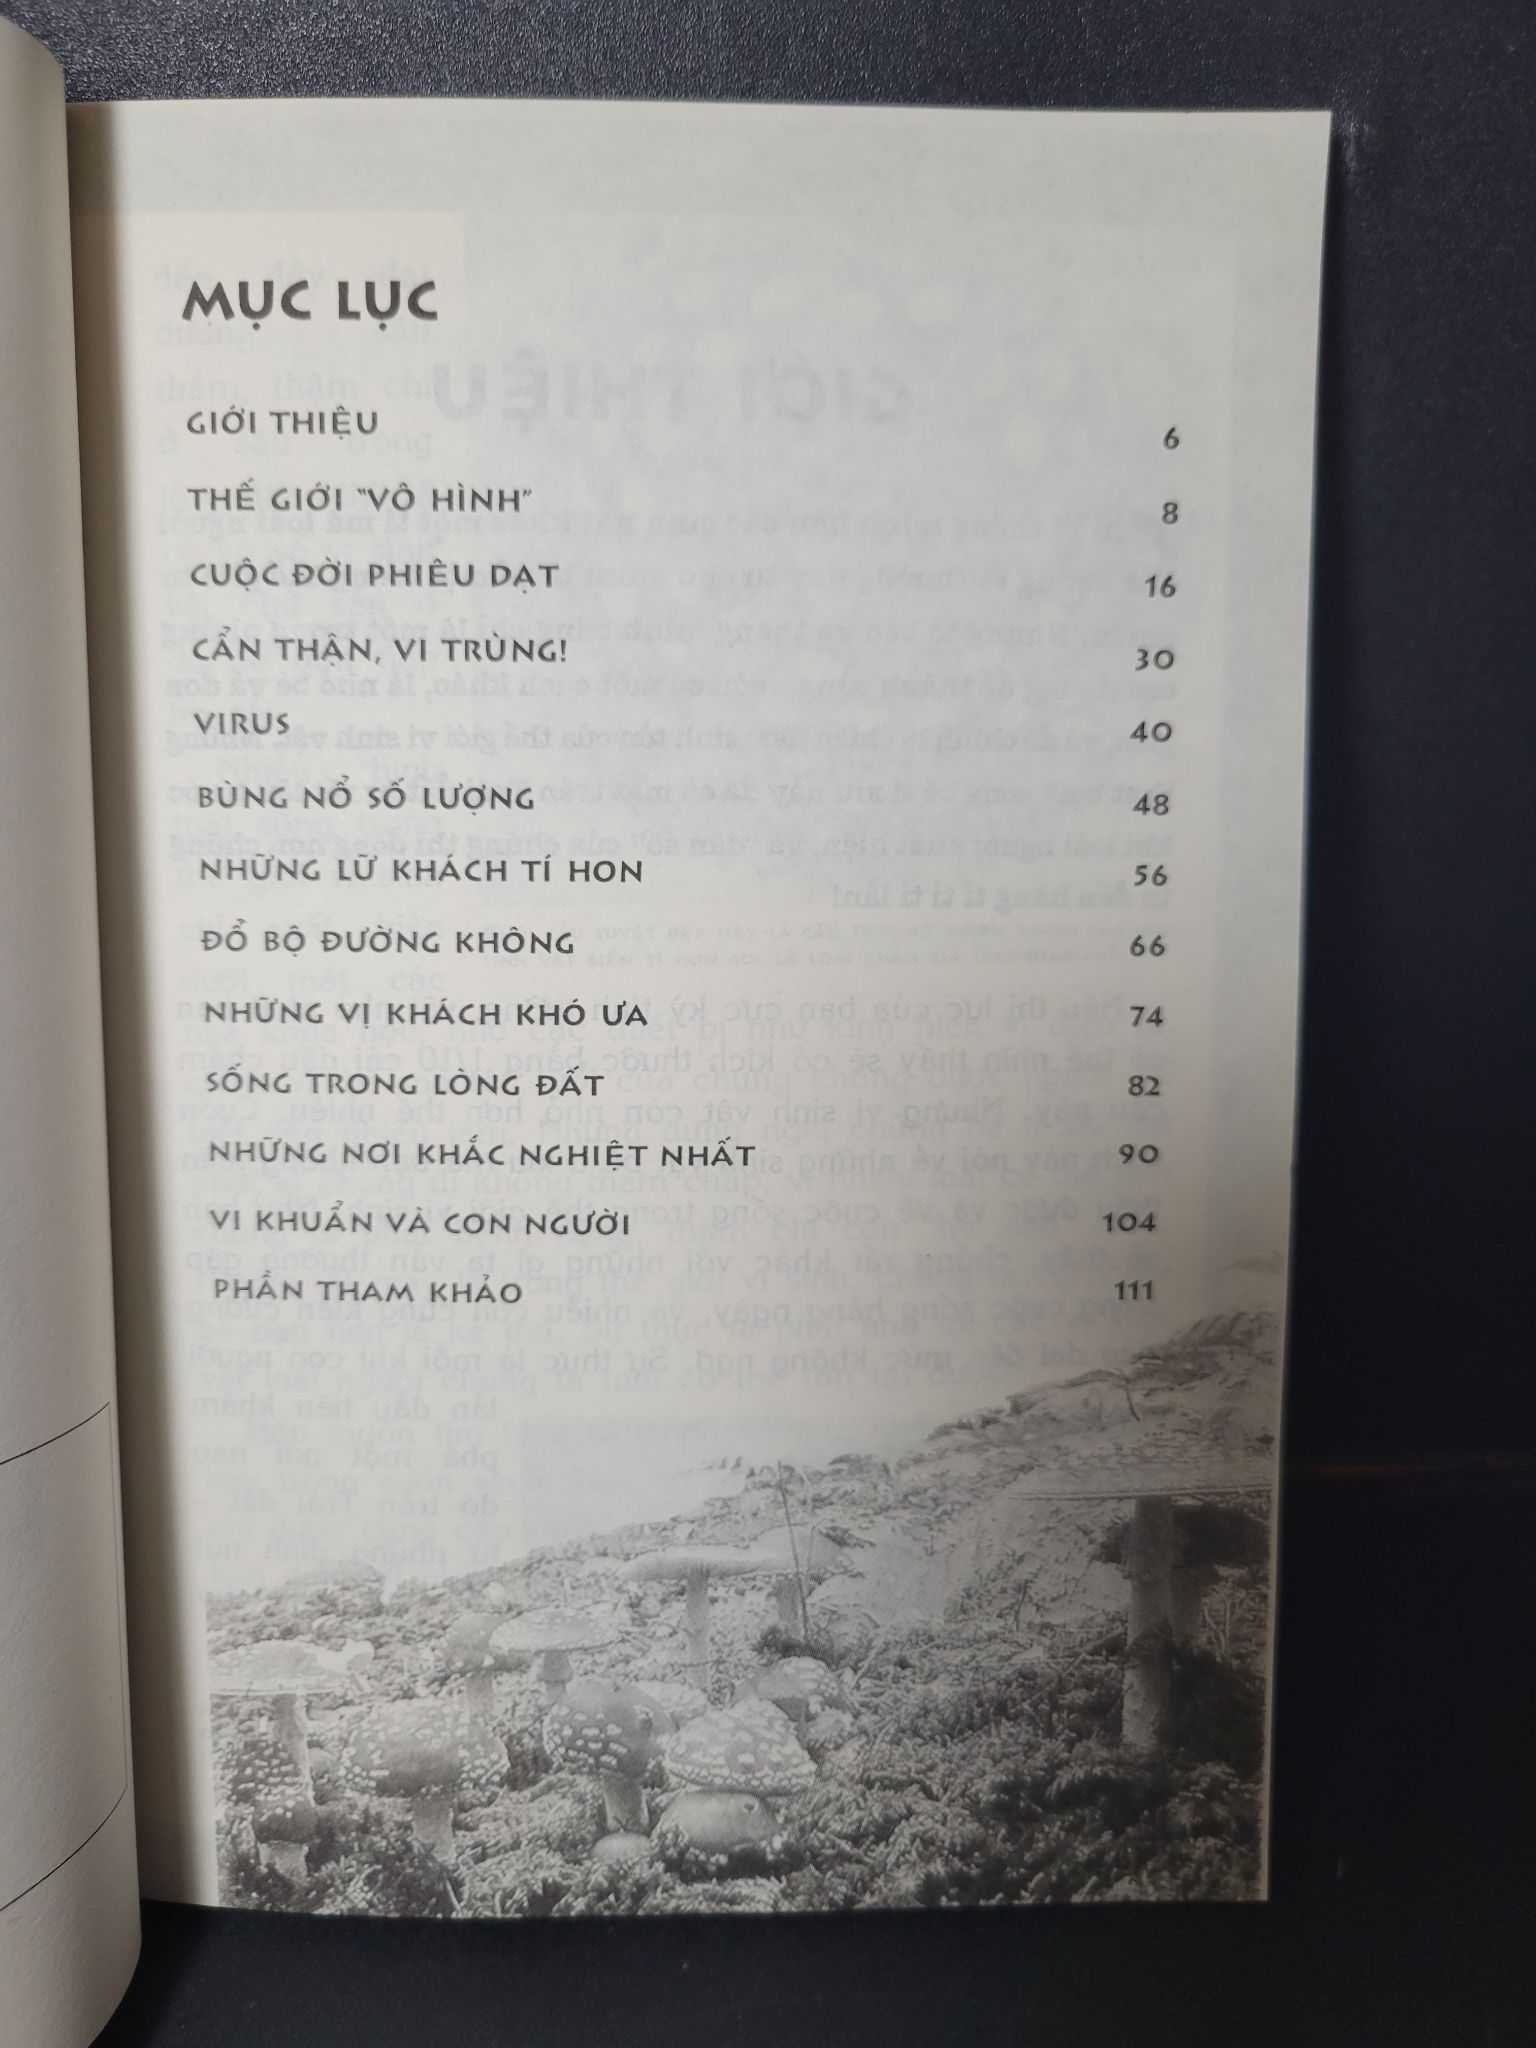 MỤC LỤC
GIỚI THIỆU 6
THẾ GIỚI "VÔ HÌNH" 8
CUỘC ĐỜI PHIÊU DẠT 16
CẨN THẬN, VI TRÙNG! 30
VIRUS 40
BÙNG NỔ SỐ LƯỢNG 48
NHỮNG LỮ KHÁCH TÍ HON 56
ĐỔ BỘ ĐƯỜNG KHÔNG 66
NHỮNG VỊ KHÁCH KHÓ ƯA 74
SỐNG TRONG LÒNG ĐẤT 82
NHỮNG NƠI KHẮC NGHIỆT NHẤT 90
VI KHUẨN VÀ CON NGƯỜI 104
PHẦN THAM KHẢO 111